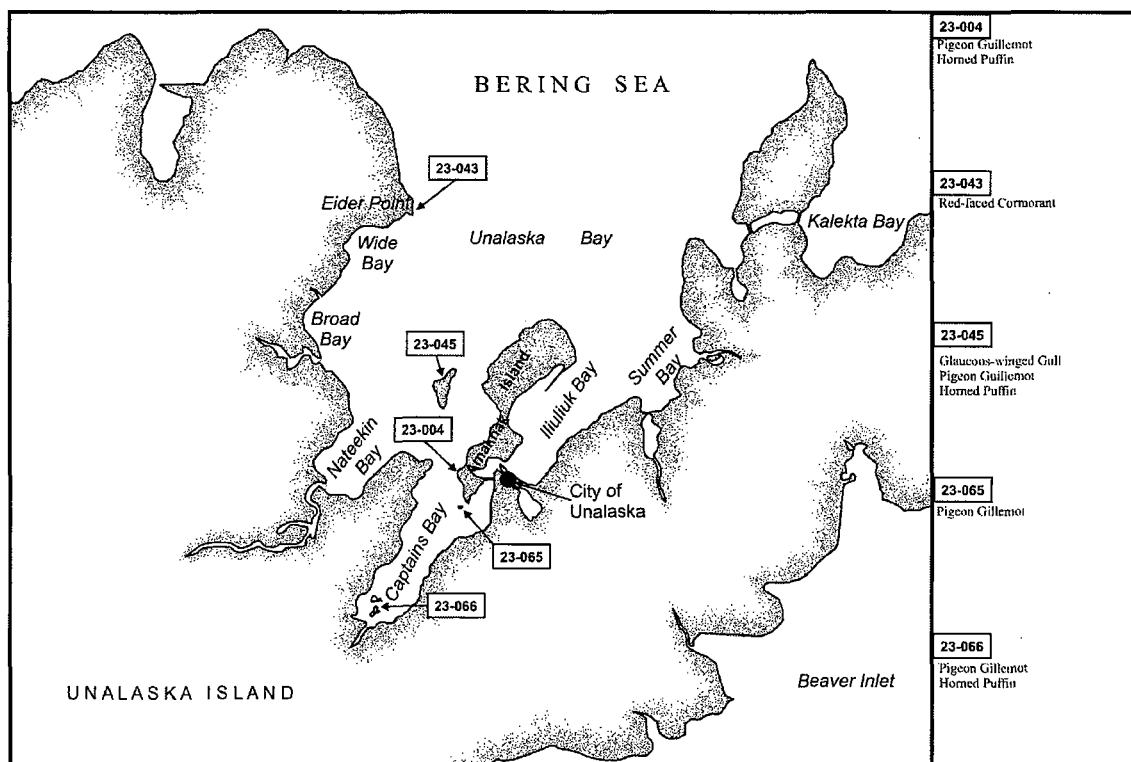 BERING SEA
23-043
Eider Point
Wide
Bay
Unalaska Bay
Kalekta Bay
Broad
Bay
23-045
Summer
Bay
Island
Iliuliuk Bay
23-004
Nateekin
Bay
City of
Unalaska
Captains Bay
23-065
23-066
UNALASKA ISLAND
Beaver Inlet
23-004
Pigeon Guillemot
Horned Puffin
23-043
Red-faced Cormorant
23-045
Glaucous-winged Gull
Pigeon Guillemot
Horned Puffin
23-065
Pigeon Gillemot
23-066
Pigeon Gillemot
Horned Puffin